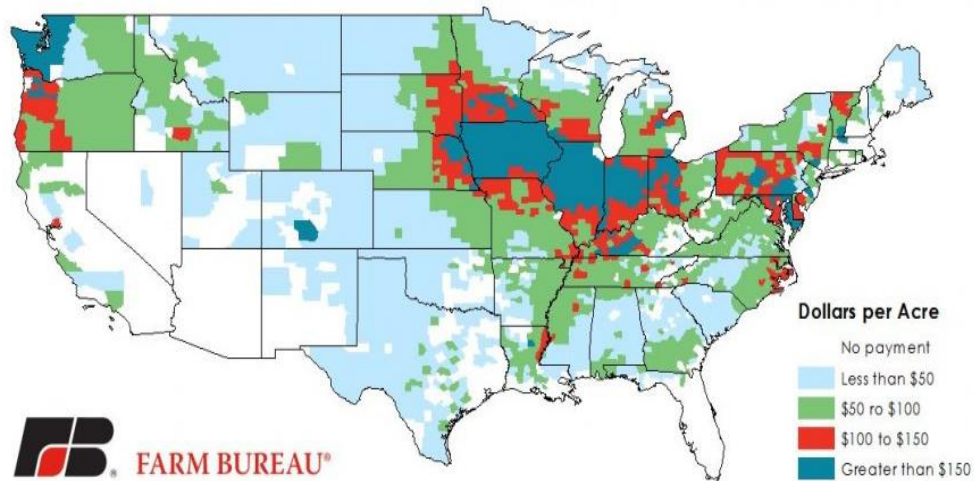 Dollars per Acre
No payment
Less than $50
$50 ro $100
$100 to $150
Greater than $150
FB® FARM BUREAU®